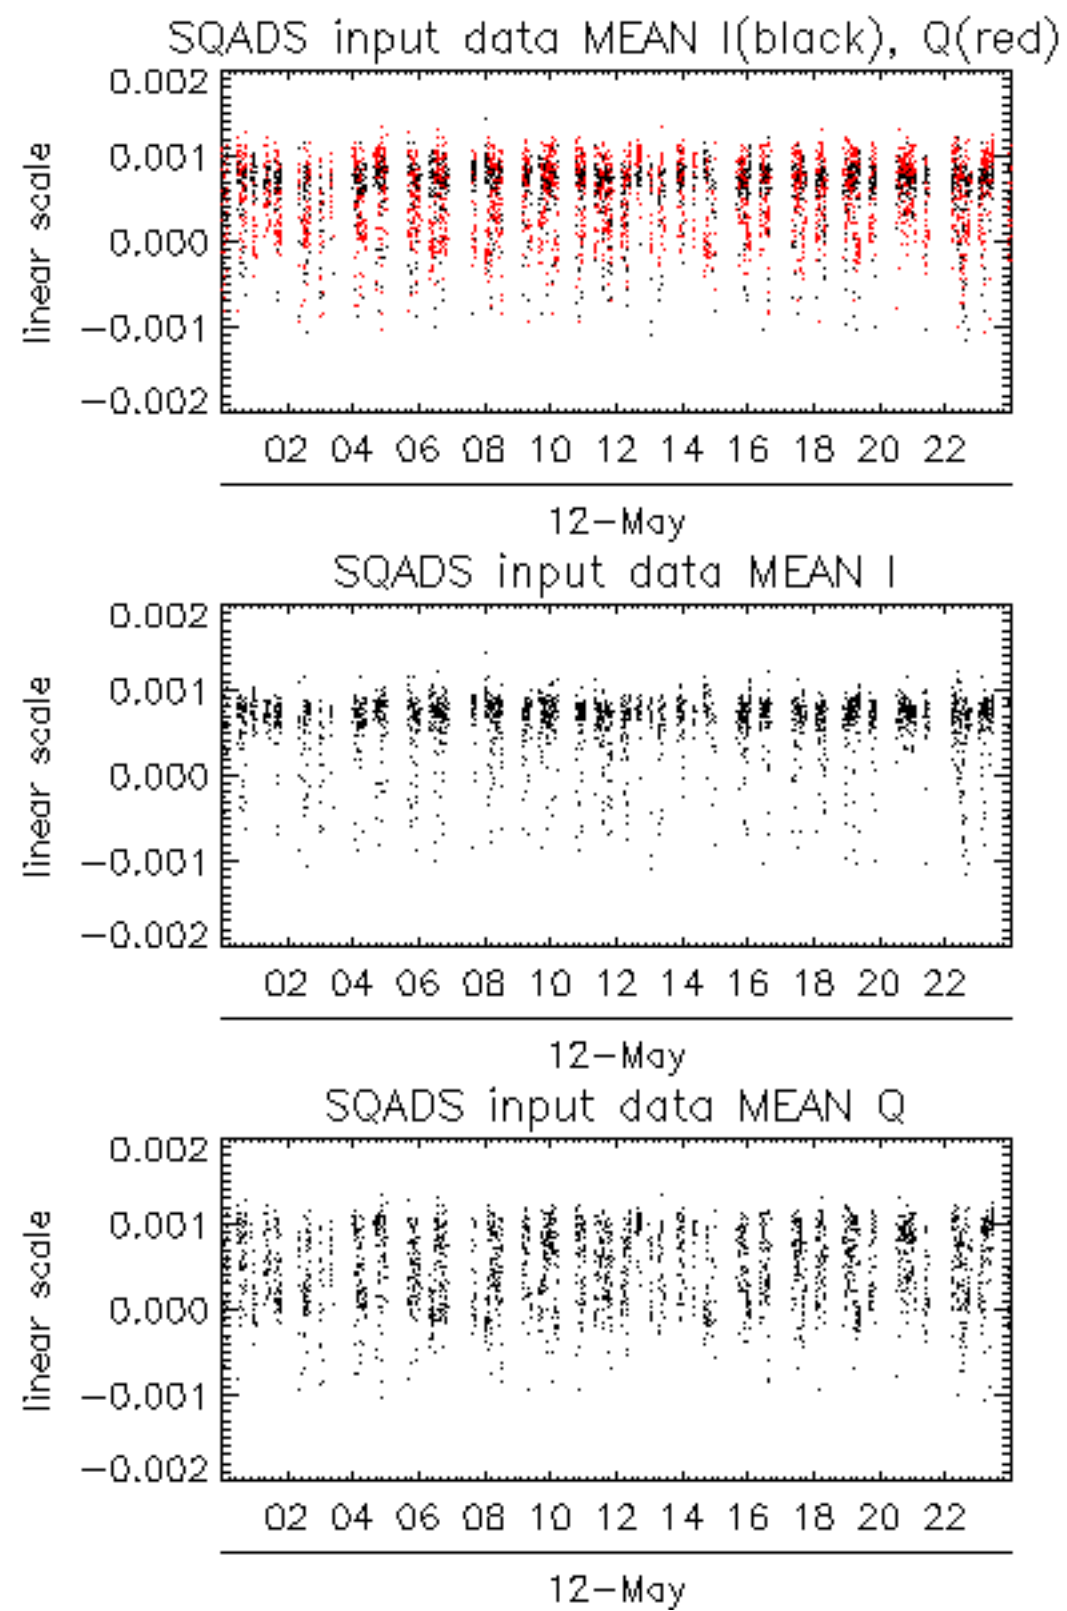 SQADS input data MEAN I(black), Q(red)
0.002
0.001
0.000
−0.001
−0.002
linear scale
02 04 06 08 10 12 14 16 18 20 22
12−May
SQADS input data MEAN I
0.002
0.001
0.000
−0.001
−0.002
linear scale
02 04 06 08 10 12 14 16 18 20 22
12−May
SQADS input data MEAN Q
0.002
0.001
0.000
−0.001
−0.002
linear scale
02 04 06 08 10 12 14 16 18 20 22
12−May